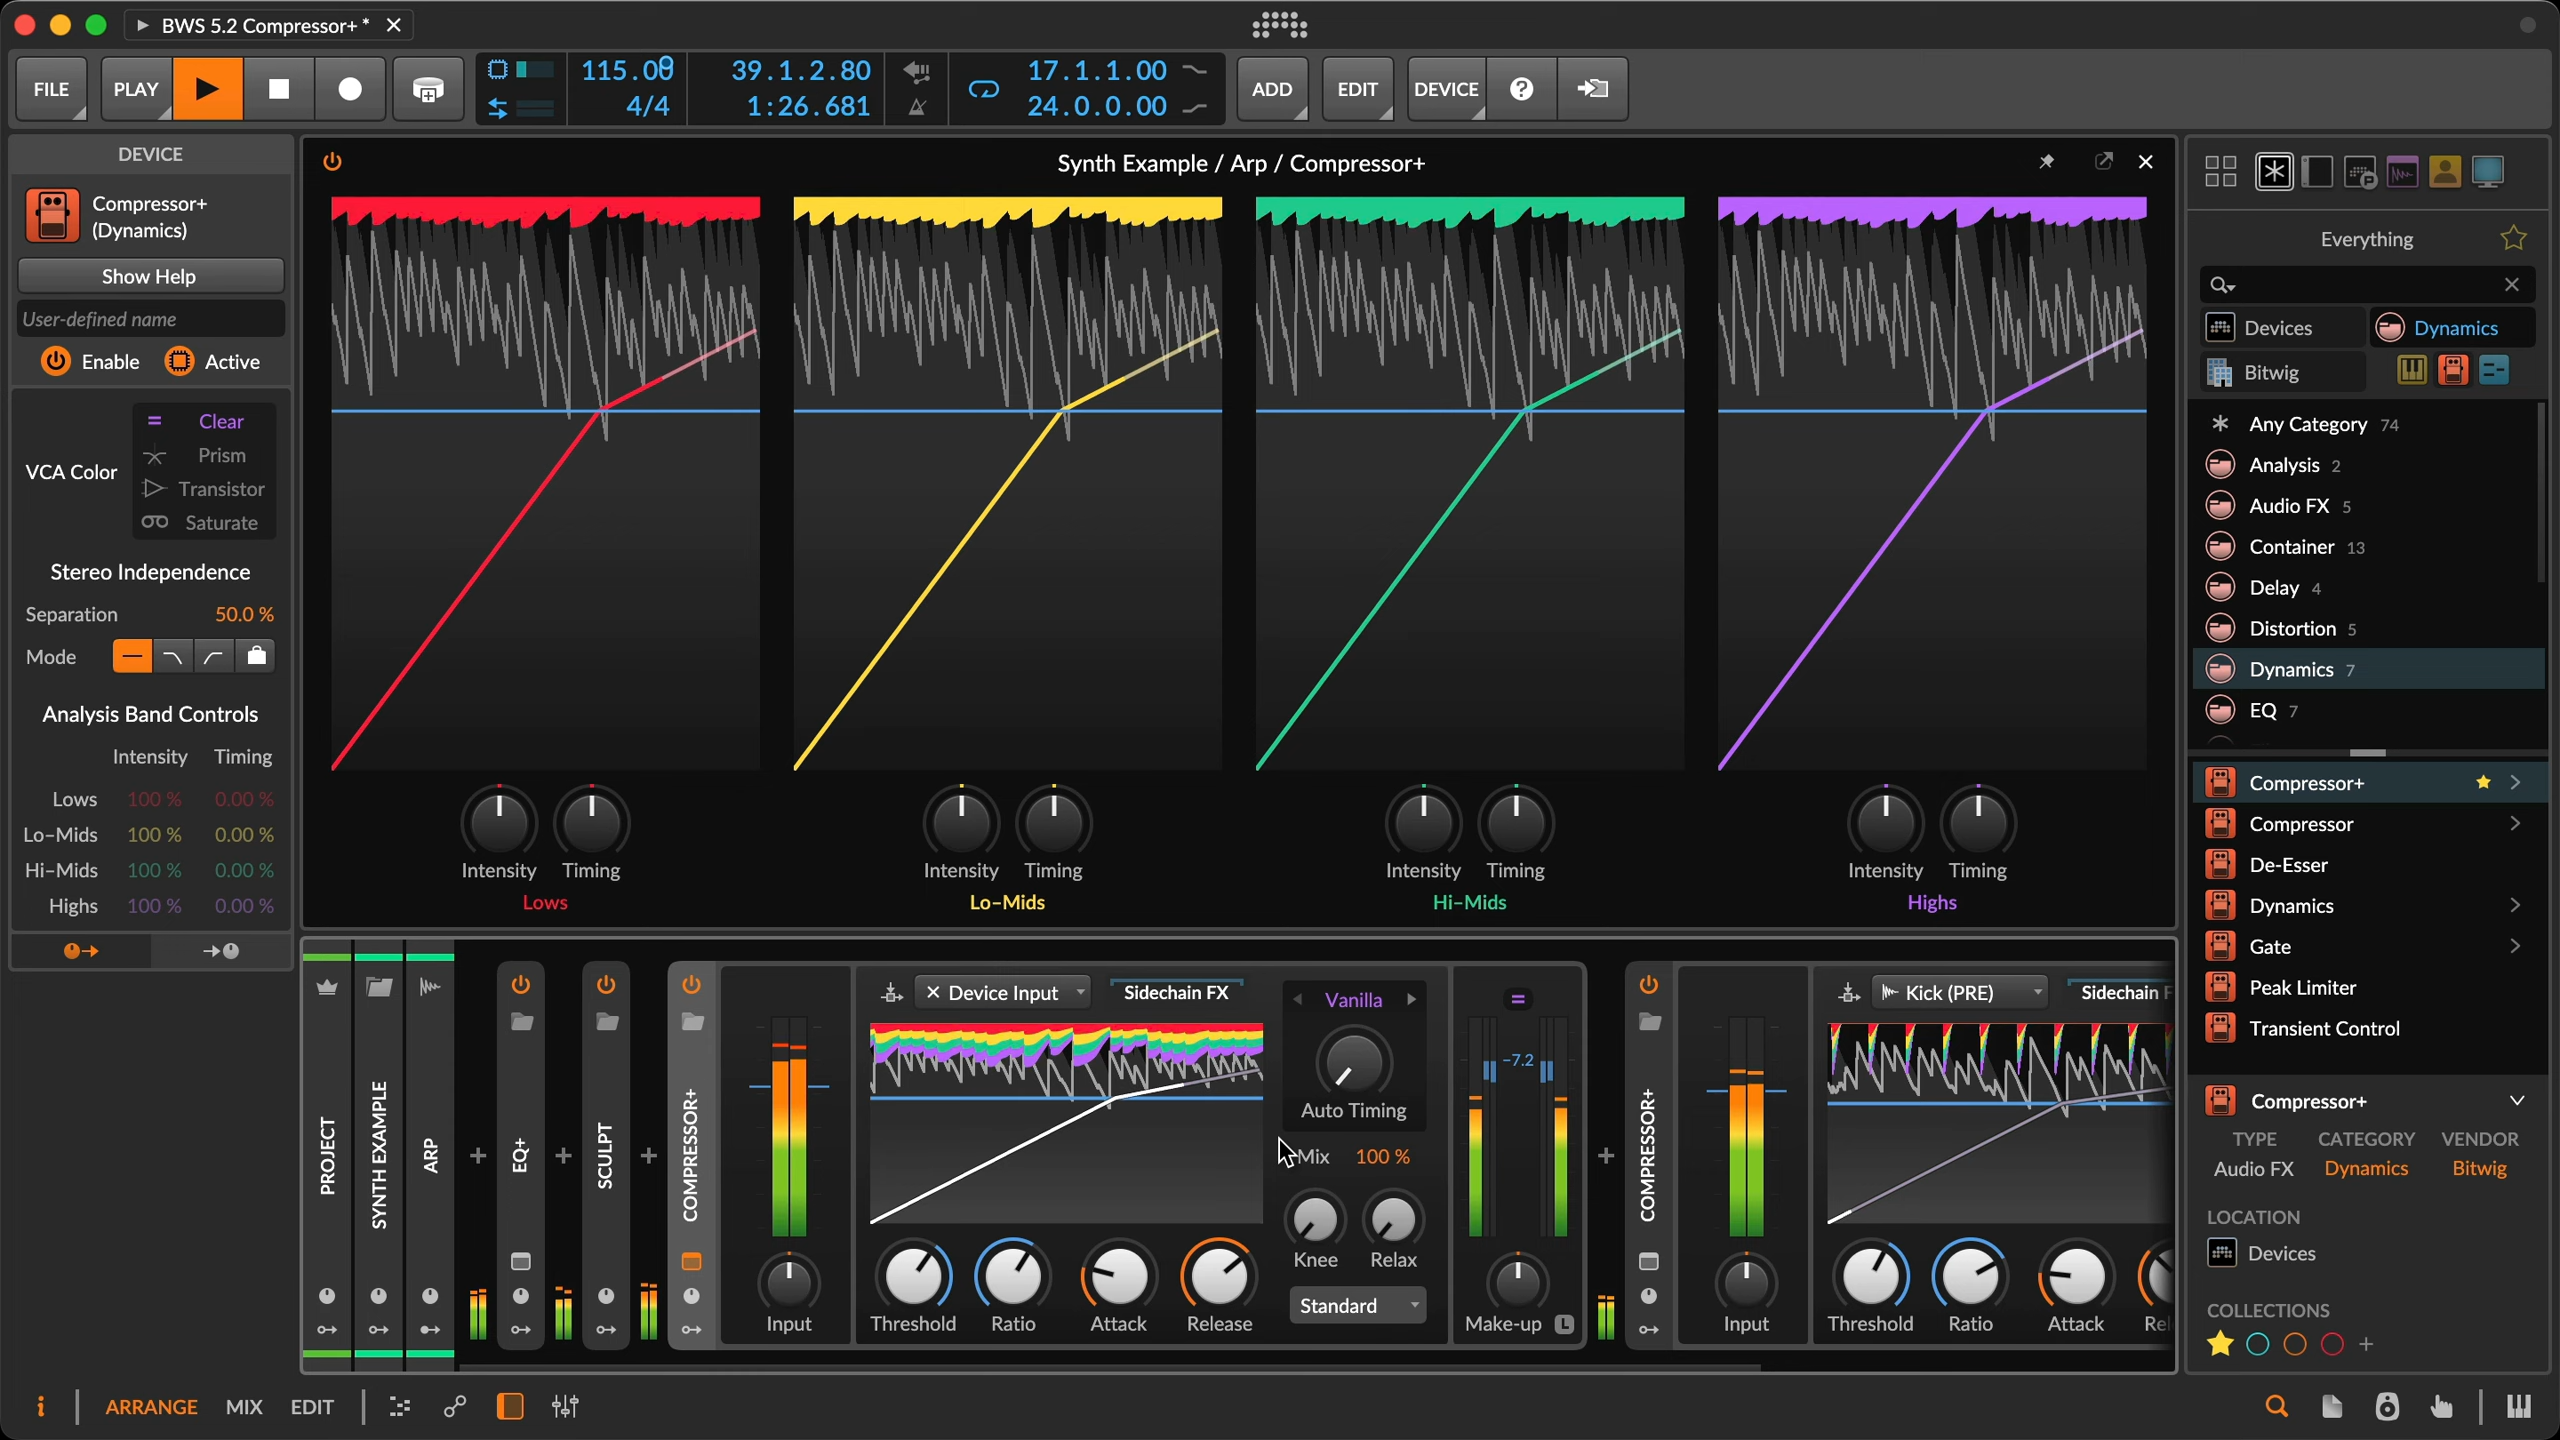 BWS 5.2 Compressor+ *
FILE
PLAY
115.00
4/4
39.1.2.80
1:26.681
17.1.1.00
24.0.0.00
ADD
EDIT
DEVICE
?
DEVICE
Compressor+
(Dynamics)
Show Help
User-defined name
Enable
Active
VCA Color
Clear
Prism
Transistor
Saturate
Stereo Independence
Separation 50.0 %
Mode
Analysis Band Controls
Intensity Timing
Lows 100 % 0.00 %
Lo-Mids 100 % 0.00 %
Hi-Mids 100 % 0.00 %
Highs 100 % 0.00 %
Synth Example / Arp / Compressor+
Intensity Timing
Lows
Intensity Timing
Lo-Mids
Intensity Timing
Hi-Mids
Intensity Timing
Highs
PROJECT
SYNTH EXAMPLE
ARP
EQ+
SCULPT
COMPRESSOR+
Input
Device Input
Sidechain FX
Threshold
Ratio
Attack
Release
Vanilla
Auto Timing
Mix 100 %
Knee
Relax
Standard
-7.2
Make-up
L
COMPRESSOR+
Input
Kick (PRE)
Sidechain F
Threshold
Ratio
Attack
Rel
Everything
Devices
Dynamics
Bitwig
Any Category 74
Analysis 2
Audio FX 5
Container 13
Delay 4
Distortion 5
Dynamics 7
EQ 7
Compressor+
Compressor
De-Esser
Dynamics
Gate
Peak Limiter
Transient Control
Compressor+
TYPE CATEGORY VENDOR
Audio FX Dynamics Bitwig
LOCATION
Devices
COLLECTIONS
i
ARRANGE
MIX
EDIT